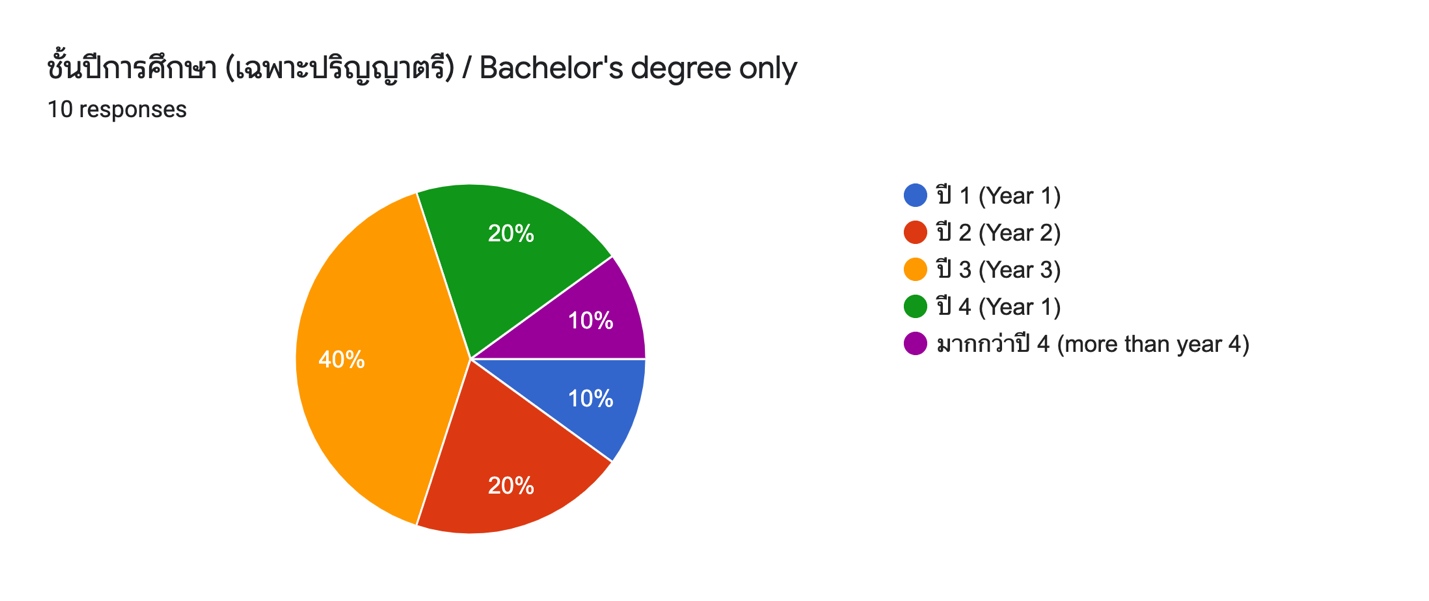 ชั้นปีการศึกษา (เฉพาะปริญญาตรี) / Bachelor's degree only
10 responses
20%
10%
40%
10%
20%
ปี 1 (Year 1)
ปี 2 (Year 2)
ปี 3 (Year 3)
ปี 4 (Year 1)
มากกว่าปี 4 (more than year 4)